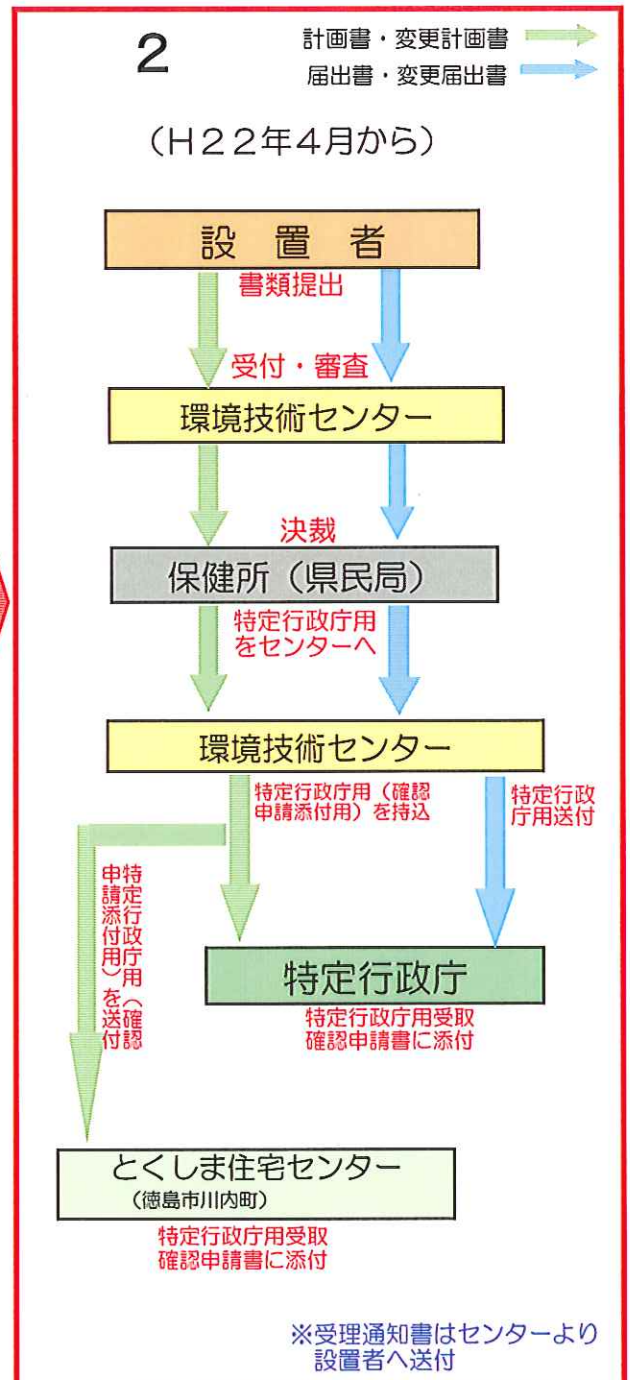 2
計画書・変更計画書
届出書・変更届出書
(H22年4月から)
設置者
書類提出
受付・審査
環境技術センター
決裁
保健所(県民局)
特定行政庁用
をセンターへ
環境技術センター
特定行政庁用(確認
申請添付用)を持込
特定行政
庁用送付
特定行政庁用(確認
申請添付用)を送付
特定行政庁
特定行政庁用受取
確認申請書に添付
とくしま住宅センター
(徳島市川内町)
特定行政庁用受取
確認申請書に添付
※受理通知書はセンターより
設置者へ送付